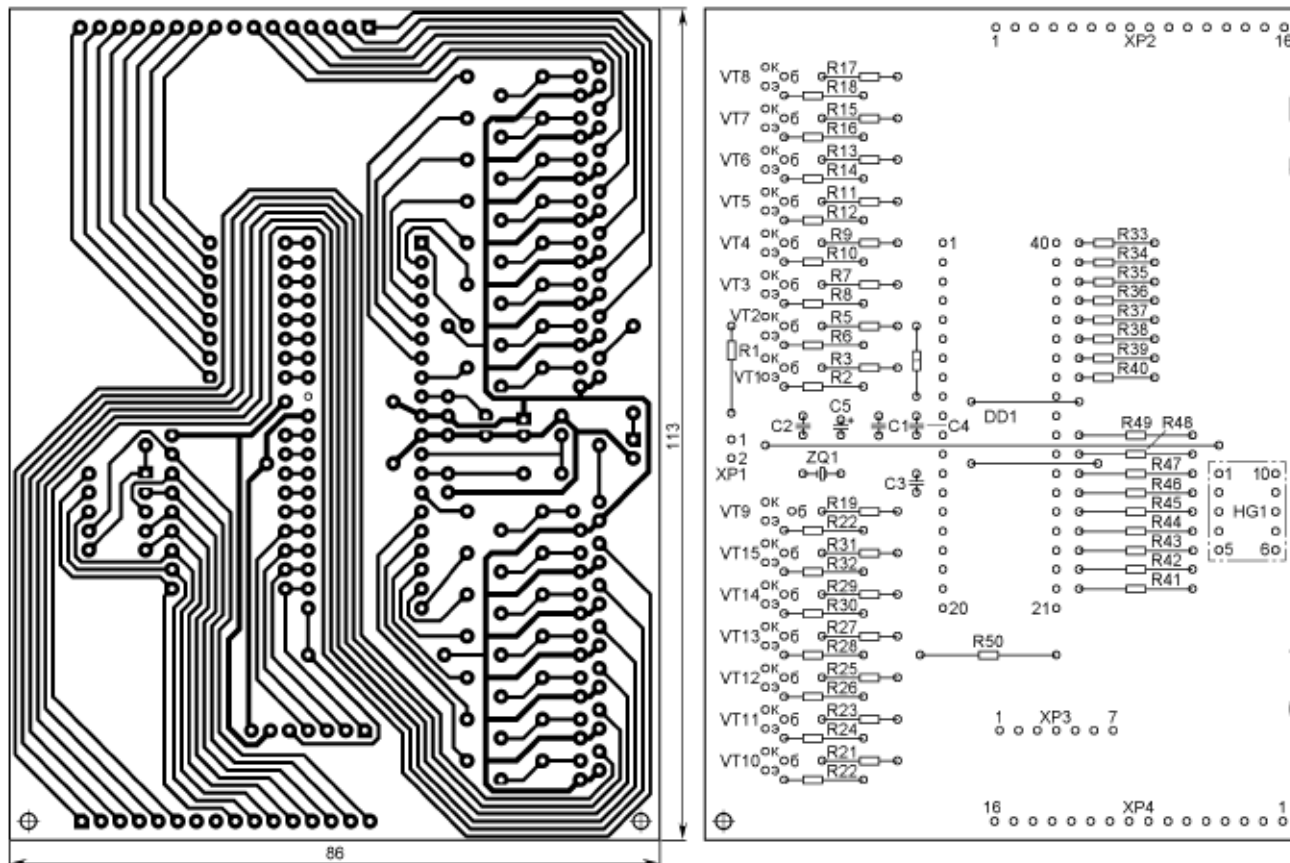 113
86
1 XP2 16
VT8 к б э R17
R18
VT7 к б э R15
R16
VT6 к б э R13
R14
VT5 к б э R11
R12
VT4 к б э R9
R10
VT3 к б э R7
R8
VT2 к б э R5
R6
VT1 к б э R3
R2
R1
1 40
R33
R34
R35
R36
R37
R38
R39
R40
C2 C5 + C1 C4
DD1
R49 R48
1
2
XP1
ZQ1
C3
R47
R46
R45
R44
R43
R42
R41
1 10
HG1
5 6
VT9 к б э R19
R22
VT15 к б э R31
R32
VT14 к б э R29
R30
VT13 к б э R27
R28
VT12 к б э R25
R26
VT11 к б э R23
R24
VT10 к б э R21
R22
20 21
R50
1 XP3 7
16 XP4 1